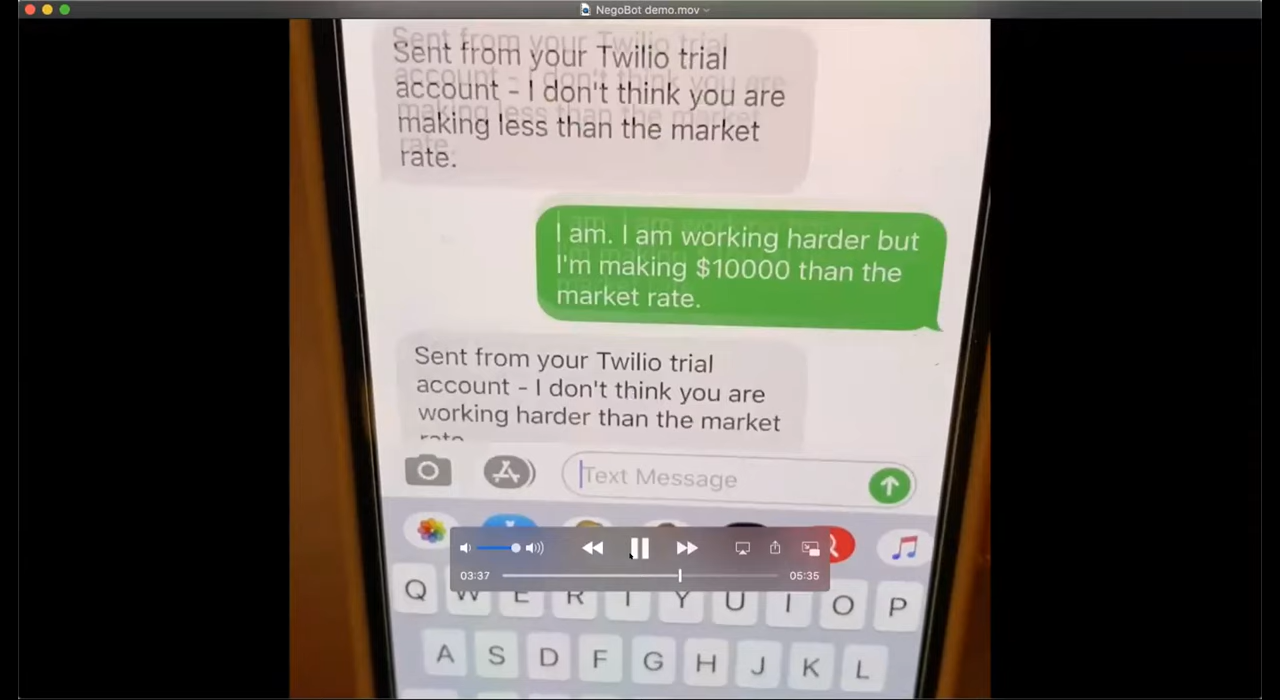 NegoBot demo.mov
Sent from your Twilio trial
account - I don't think you are
making less than the market
rate.
I am. I am working harder but
I'm making $10000 than the
market rate.
Sent from your Twilio trial
account - I don't think you are
working harder than the market
rate
Text Message
03:37
05:35
Q W E R T Y U I O P
A S D F G H J K L